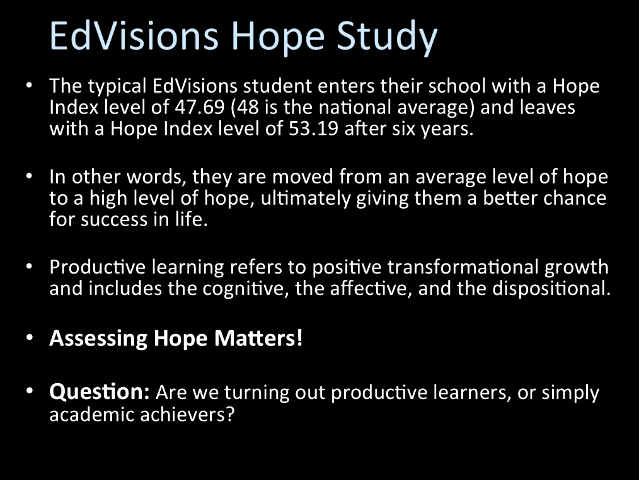 EdVisions Hope Study
• The typical EdVisions student enters their school with a Hope
Index level of 47.69 (48 is the national average) and leaves
with a Hope Index level of 53.19 after six years.
• In other words, they are moved from an average level of hope
to a high level of hope, ultimately giving them a better chance
for success in life.
• Productive learning refers to positive transformational growth
and includes the cognitive, the affective, and the dispositional.
• Assessing Hope Matters!
• Question: Are we turning out productive learners, or simply
academic achievers?